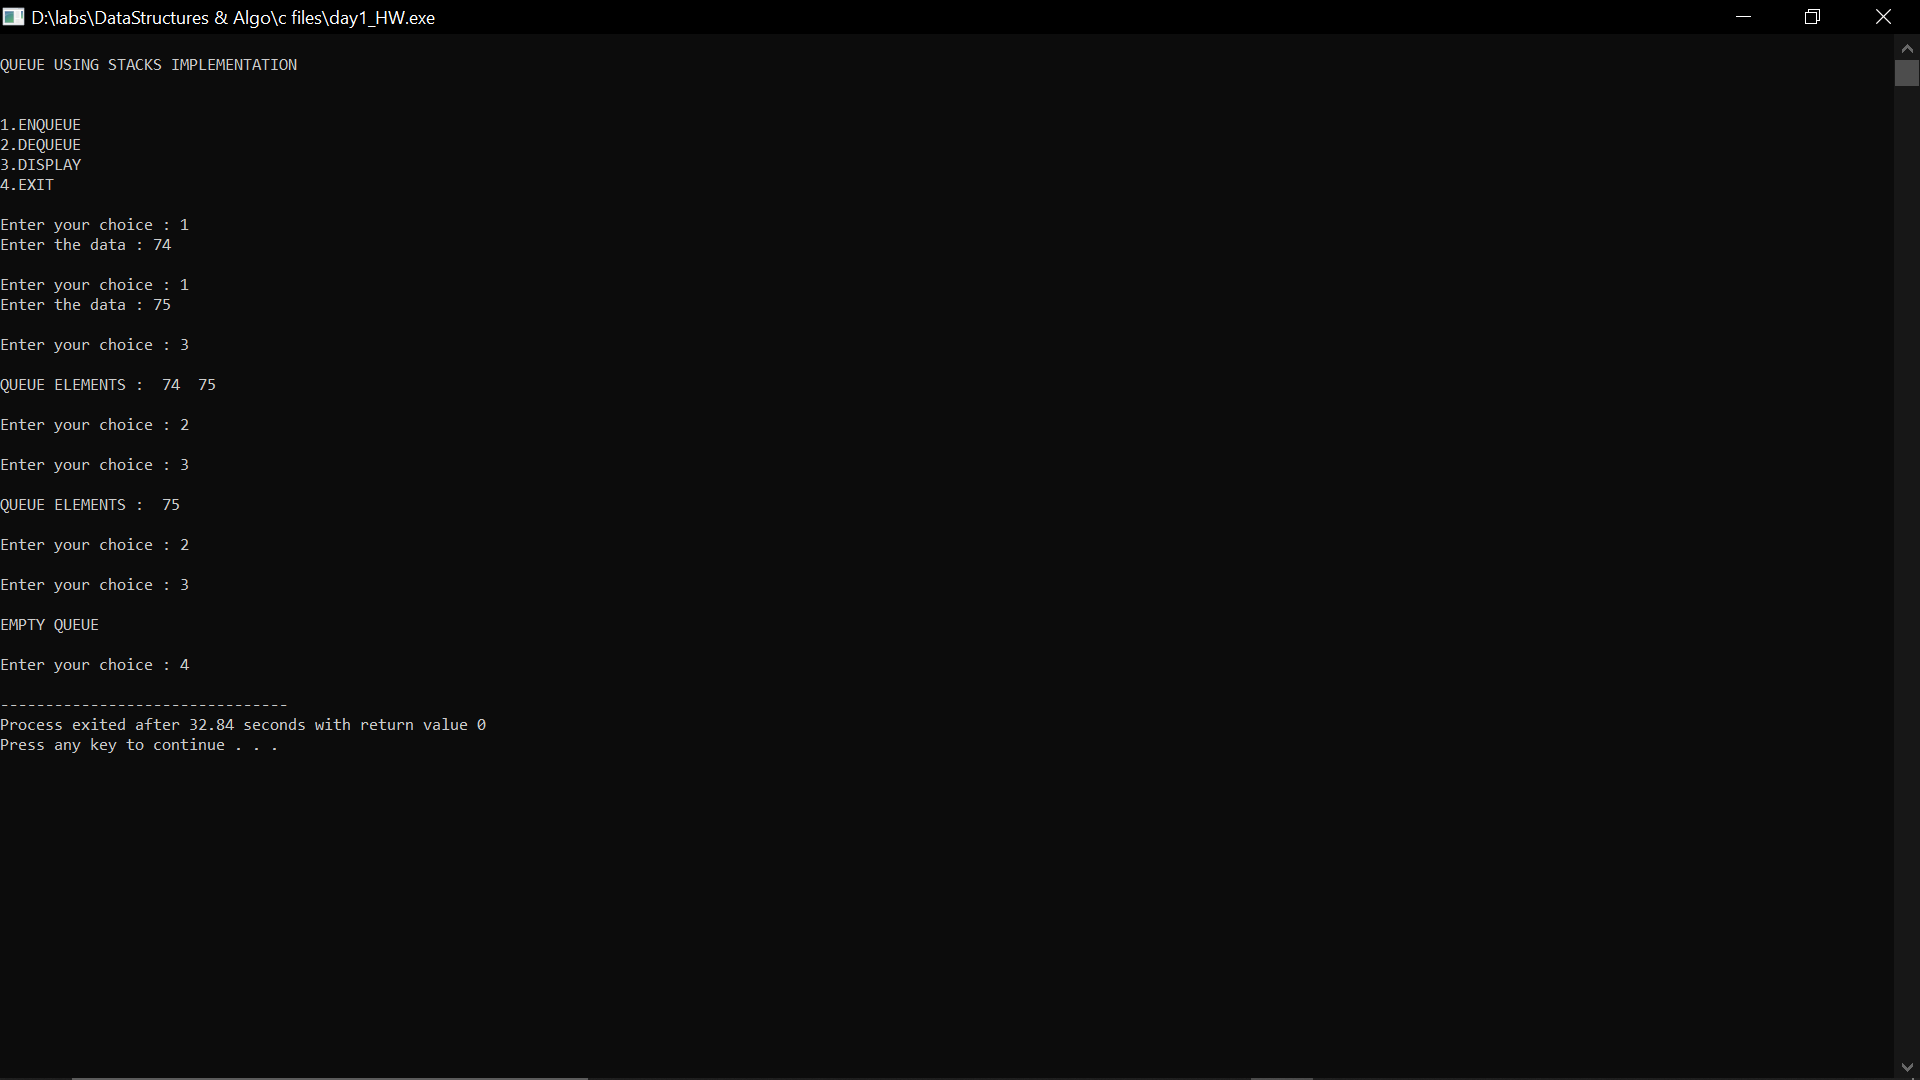 D:\labs\DataStructures & Algo\c files\day1_HW.exe
QUEUE USING STACKS IMPLEMENTATION
1.ENQUEUE
2.DEQUEUE
3.DISPLAY
4.EXIT
Enter your choice : 1
Enter the data : 74
Enter your choice : 1
Enter the data : 75
Enter your choice : 3
QUEUE ELEMENTS :  74  75
Enter your choice : 2
Enter your choice : 3
QUEUE ELEMENTS :  75
Enter your choice : 2
Enter your choice : 3
EMPTY QUEUE
Enter your choice : 4
--------------------------------
Process exited after 32.84 seconds with return value 0
Press any key to continue . . .